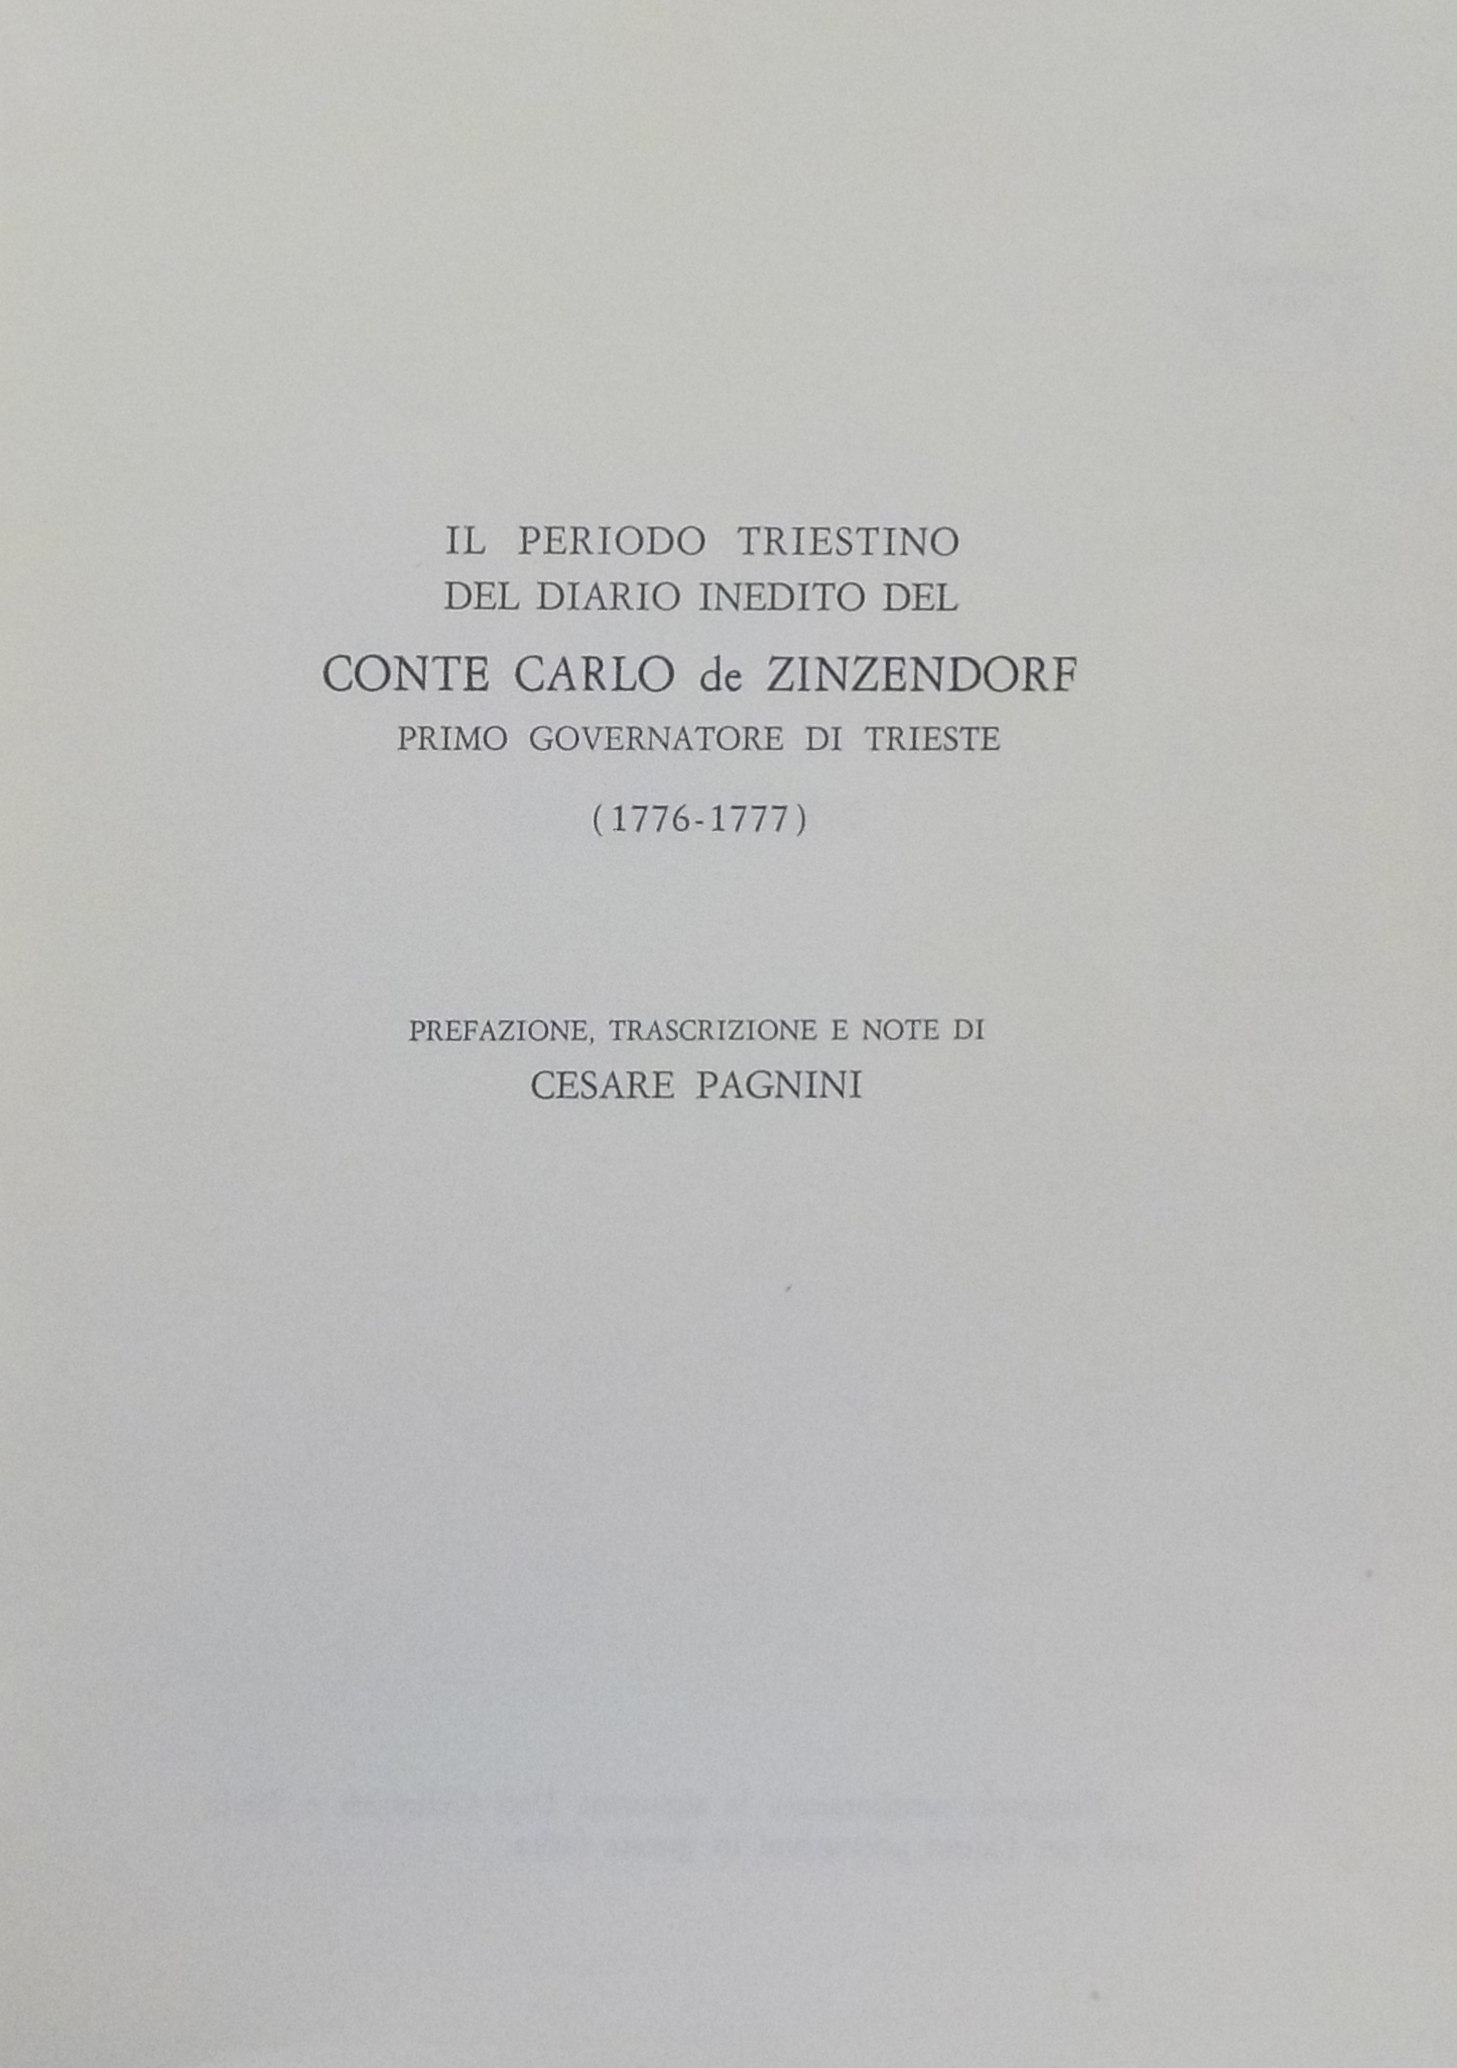 IL PERIODO TRIESTINO
DEL DIARIO INEDITO DEL
CONTE CARLO de ZINZENDORF
PRIMO GOVERNATORE DI TRIESTE
(1776-1777)
PREFAZIONE, TRASCRIZIONE E NOTE DI
CESARE PAGNINI